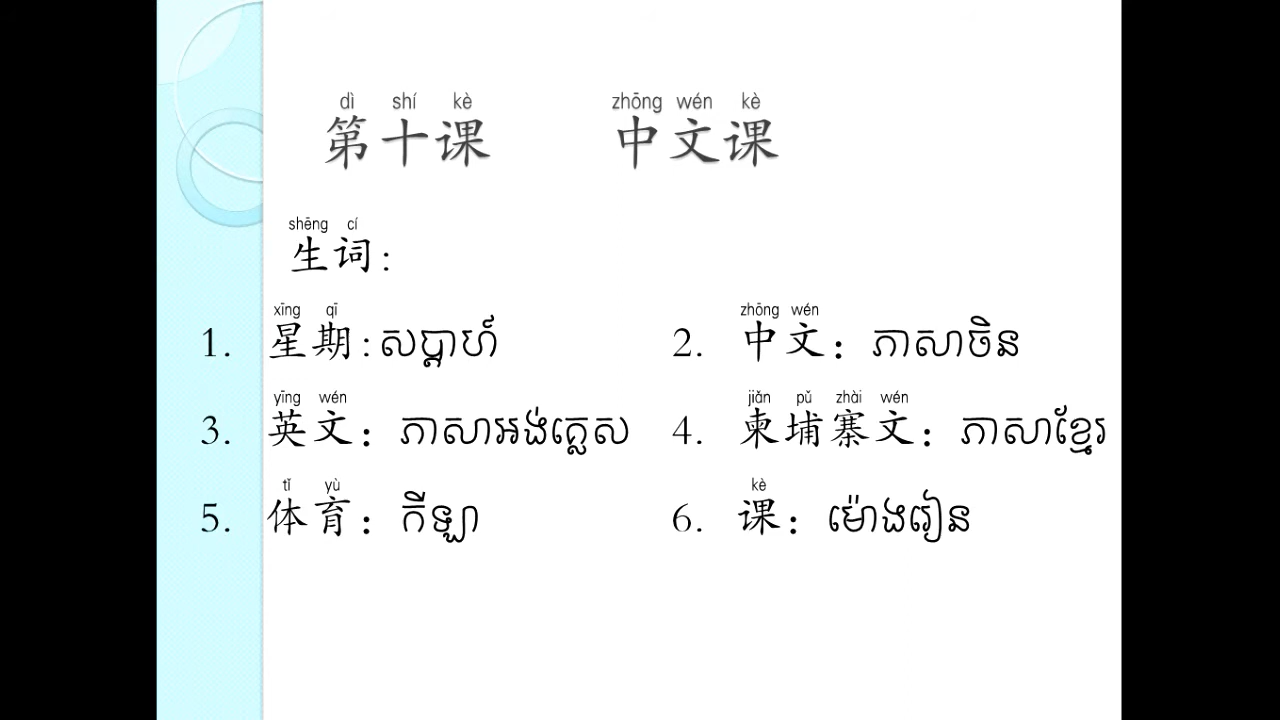 dì shí kè zhōng wén kè
第十课 中文课
shēng cí
生词:
xīng qī zhōng wén
1. 星期:សប្តាហ៍ 2. 中文：ភាសាចិន
yīng wén jiǎn pǔ zhài wén
3. 英文：ភាសាអង់គ្លេស 4. 柬埔寨文：ភាសាខ្មែរ
tǐ yù kè
5. 体育：កីឡា 6. 课：ម៉ោងរៀន